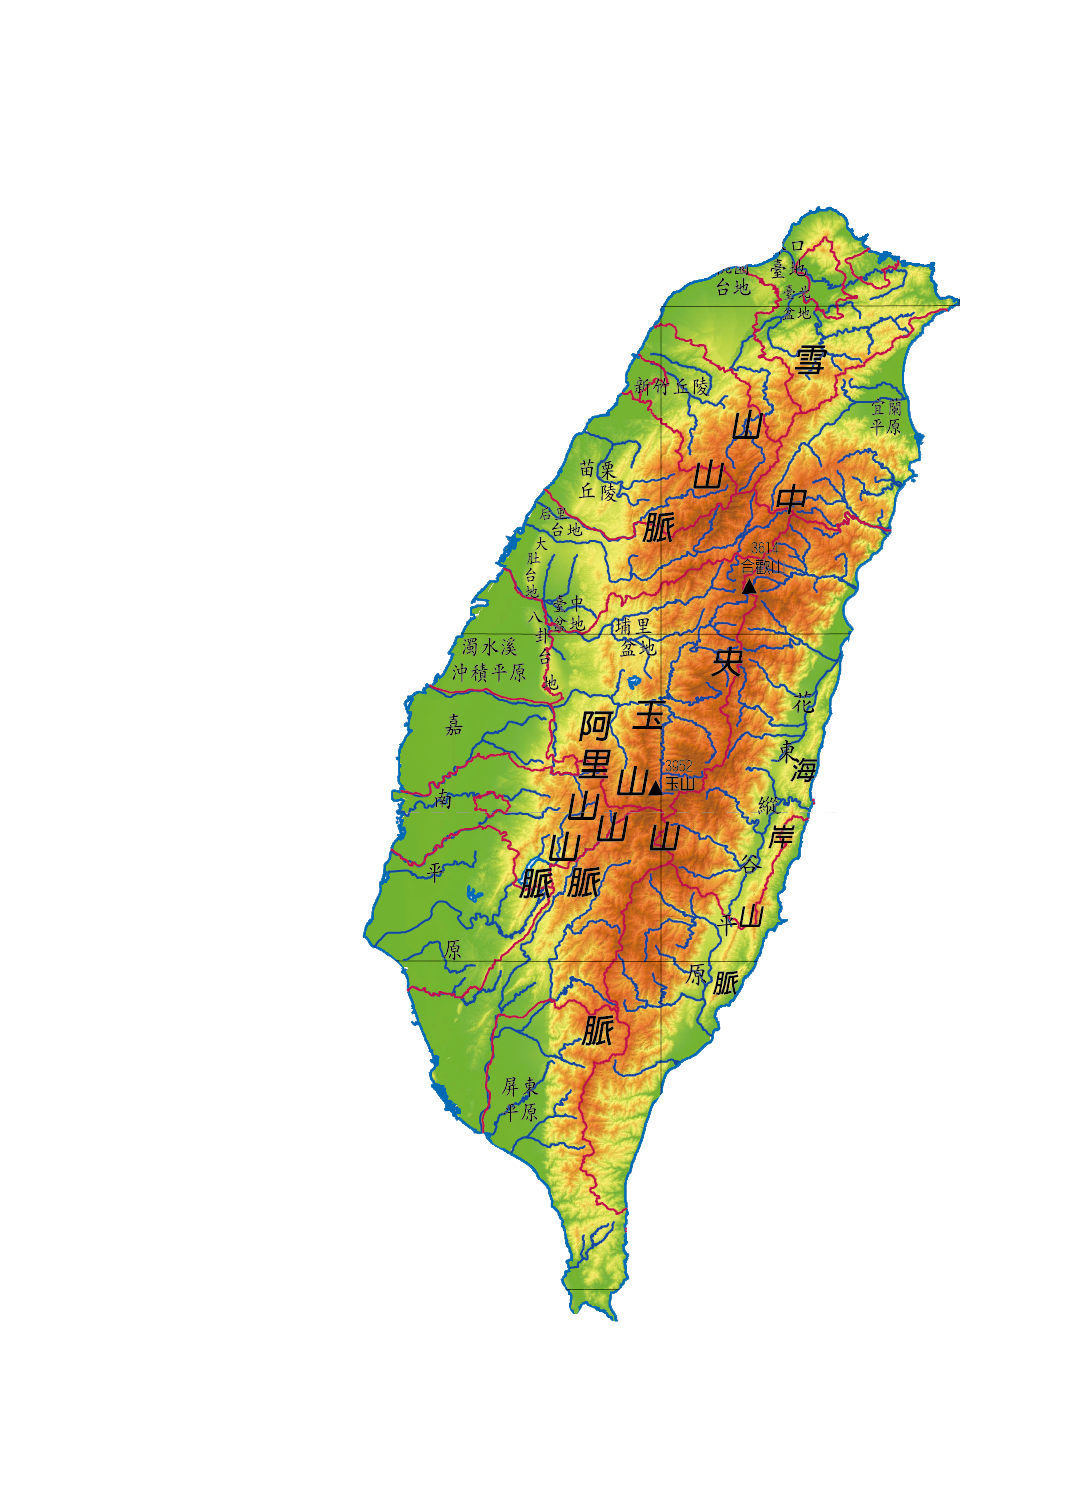 口
臺地
台地
臺北
盆地
雪山山脈
新竹丘陵
宜蘭
平原
苗栗
丘陵
中央山脈
后里
台地
大肚台地
3614
合歡山
臺中
盆地
八卦台地
埔里
盆地
濁水溪
沖積平原
花東縱谷平原
海岸山脈
嘉南平原
阿里山山脈
玉山山脈
3952
玉山
屏東
平原